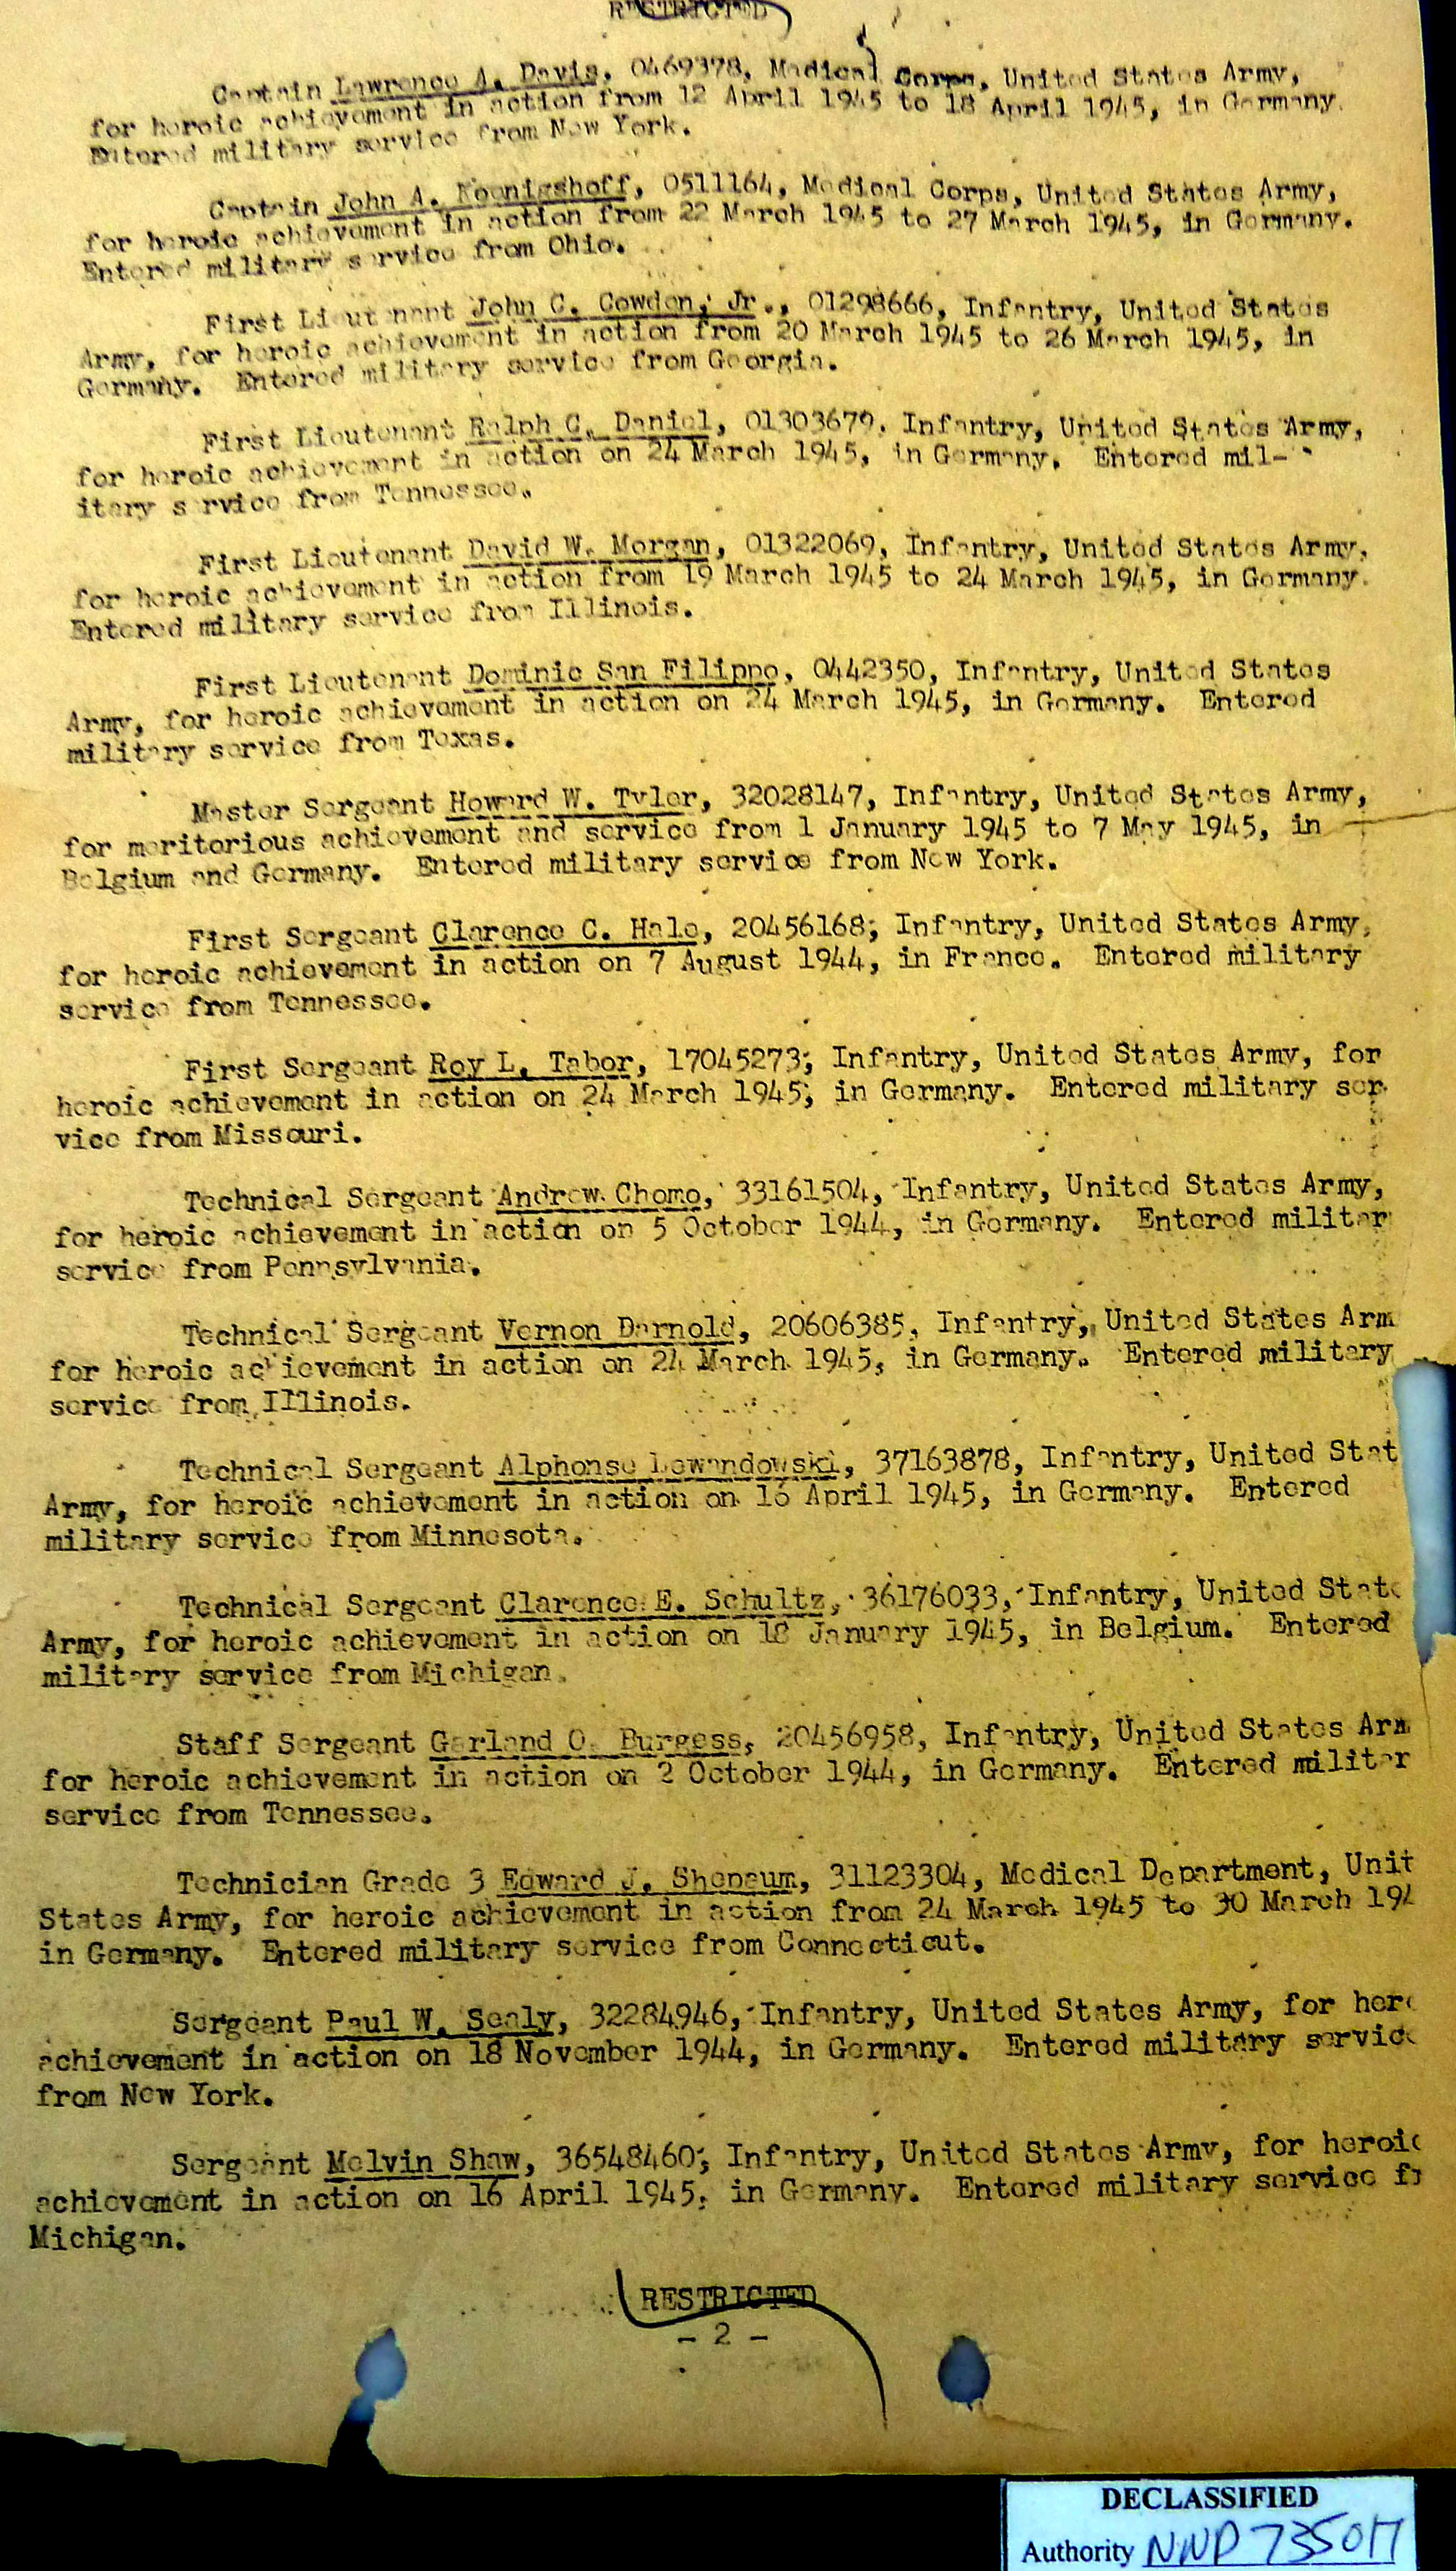 RESTRICTED
Captain Lawrence A. Davis, 0469378, Medical Corps, United States Army,
for heroic achievement in action from 12 April 1945 to 18 April 1945, in Germany.
Entered military service from New York.
Captain John A. Koenigshoff, 0511164, Medical Corps, United States Army,
for heroic achievement in action from 22 March 1945 to 27 March 1945, in Germany.
Entered military service from Ohio.
First Lieutenant John C. Cowden, Jr., 01298666, Infantry, United States
Army, for heroic achievement in action from 20 March 1945 to 26 March 1945, in
Germany. Entered military service from Georgia.
First Lieutenant Ralph C. Daniel, 01303679, Infantry, United States Army,
for heroic achievement in action on 24 March 1945, in Germany. Entered mil-
itary service from Tennessee.
First Lieutenant David W. Morgan, 01322069, Infantry, United States Army,
for heroic achievement in action from 19 March 1945 to 24 March 1945, in Germany.
Entered military service from Illinois.
First Lieutenant Dominic San Filippo, 0442350, Infantry, United States
Army, for heroic achievement in action on 24 March 1945, in Germany. Entered
military service from Texas.
Master Sergeant Howard W. Tyler, 32028147, Infantry, United States Army,
for meritorious achievement and service from 1 January 1945 to 7 May 1945, in
Belgium and Germany. Entered military service from New York.
First Sergeant Clarence C. Hale, 20456168, Infantry, United States Army,
for heroic achievement in action on 7 August 1944, in France. Entered military
service from Tennessee.
First Sergeant Roy L. Tabor, 17045273, Infantry, United States Army, for
heroic achievement in action on 24 March 1945, in Germany. Entered military ser-
vice from Missouri.
Technical Sergeant Andrew Chomo, 33161504, Infantry, United States Army,
for heroic achievement in action on 5 October 1944, in Germany. Entered militar
service from Pennsylvania.
Technical Sergeant Vernon Darnold, 20606385, Infantry, United States Arm
for heroic achievement in action on 24 March 1945, in Germany. Entered military
service from Illinois.
Technical Sergeant Alphonse Lewandowski, 37163878, Infantry, United Stat
Army, for heroic achievement in action on 16 April 1945, in Germany. Entered
military service from Minnesota.
Technical Sergeant Clarence E. Schultz, 36176033, Infantry, United State
Army, for heroic achievement in action on 18 January 1945, in Belgium. Entered
military service from Michigan.
Staff Sergeant Garland O. Burgess, 20456958, Infantry, United States Arm
for heroic achievement in action on 2 October 1944, in Germany. Entered militar
service from Tennessee.
Technician Grade 3 Edward J. Shenaum, 31123304, Medical Department, Unit
States Army, for heroic achievement in action from 24 March 1945 to 30 March 194
in Germany. Entered military service from Connecticut.
Sergeant Paul W. Sealy, 32284946, Infantry, United States Army, for hero
achievement in action on 18 November 1944, in Germany. Entered military service
from New York.
Sergeant Melvin Shaw, 36548460, Infantry, United States Army, for heroic
achievement in action on 16 April 1945, in Germany. Entered military service fr
Michigan.
RESTRICTED
- 2 -
DECLASSIFIED
Authority NND 735017